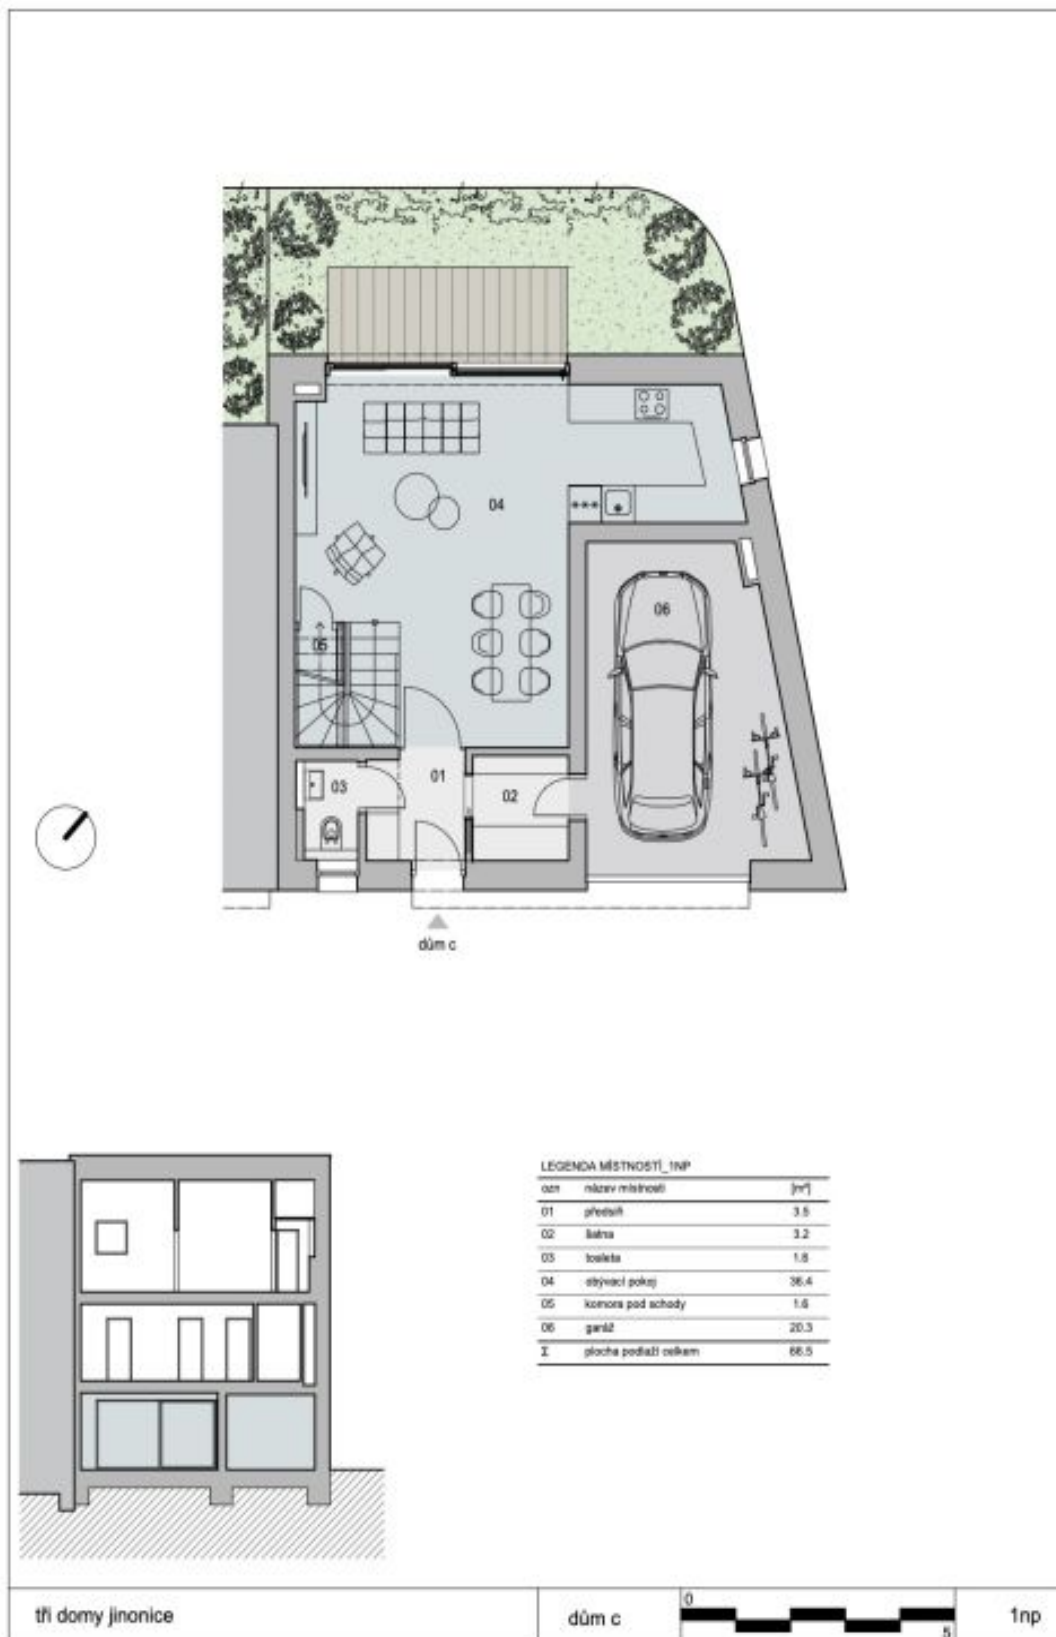 04
06
05
01
03
02
dům c
LEGENDA MÍSTNOSTÍ_1NP
ozn název místnosti [m²]
01 předsíň 3.5
02 šatna 3.2
03 toaleta 1.6
04 obývací pokoj 36.4
05 komora pod schody 1.6
06 garáž 20.3
Σ plocha podlaží celkem 66.5
tři domy jinonice
dům c
0
5
1np